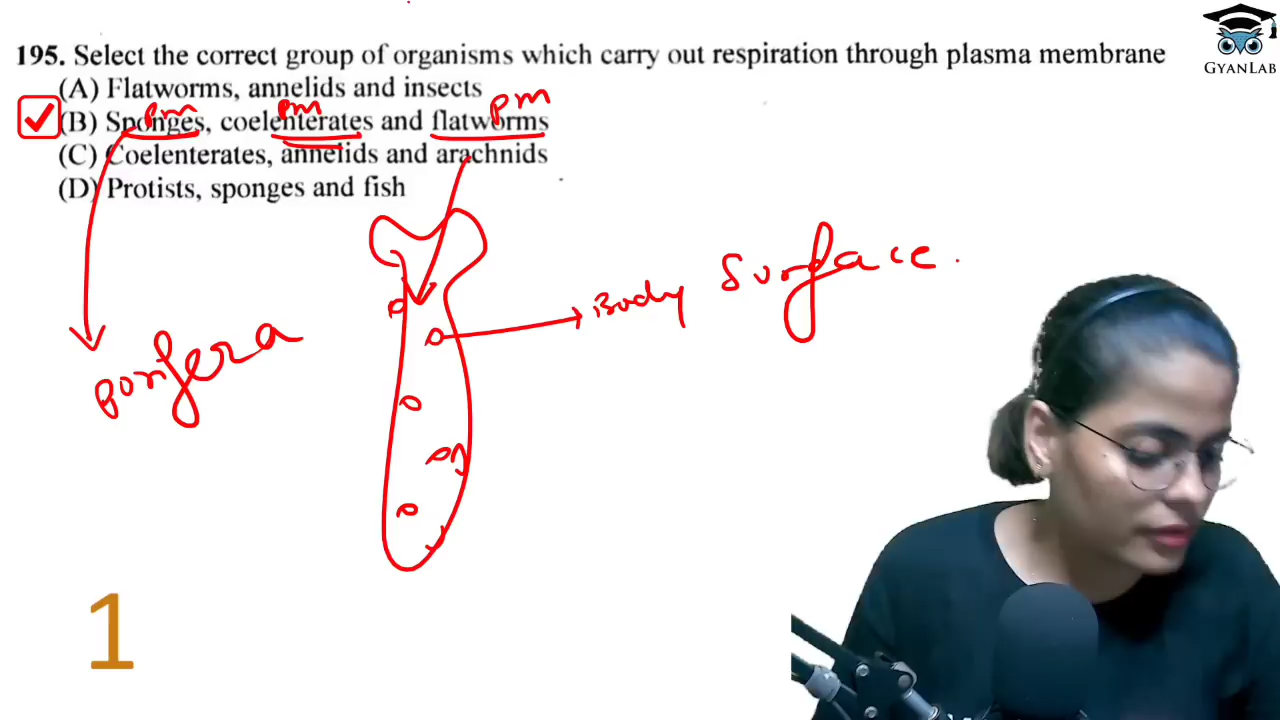 GYANLAB
195. Select the correct group of organisms which carry out respiration through plasma membrane
(A) Flatworms, annelids and insects
pm pm pm
(B) Sponges, coelenterates and flatworms
(C) Coelenterates, annelids and arachnids
(D) Protists, sponges and fish
Body Surface.
Porifera
1